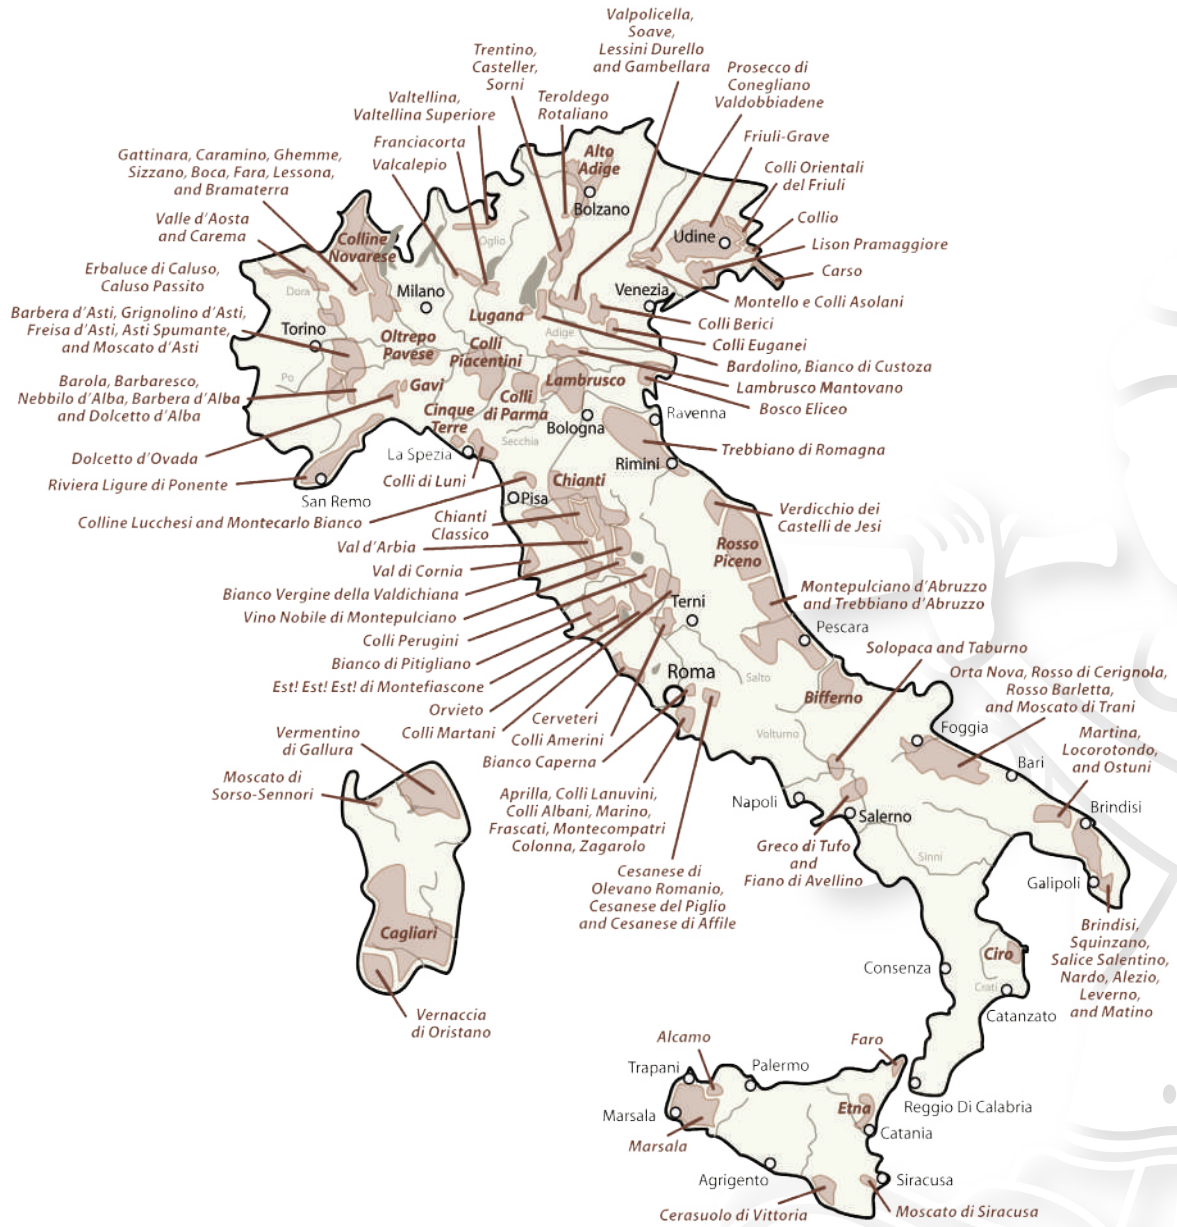 Valpolicella,
Soave,
Lessini Durello
and Gambellara
Trentino,
Casteller,
Sorni
Prosecco di
Conegliano
Valdobbiadene
Valtellina,
Valtellina Superiore
Teroldego
Rotaliano
Friuli-Grave
Franciacorta
Valcalepio
Gattinara, Caramino, Ghemme,
Sizzano, Boca, Fara, Lessona,
and Bramaterra
Alto
Adige
Bolzano
Colli Orientali
del Friuli
Collio
Valle d'Aosta
and Carema
Colline
Novarese
Oglio
Udine
Lison Pramaggiore
Carso
Erbaluce di Caluso,
Caluso Passito
Dora
Milano
Venezia
Montello e Colli Asolani
Barbera d'Asti, Grignolino d'Asti,
Freisa d'Asti, Asti Spumante,
and Moscato d'Asti
Torino
Lugana
Adige
Colli Berici
Colli Euganei
Oltrepo
Pavese
Colli
Piacentini
Bardolino, Bianco di Custoza
Po
Barola, Barbaresco,
Nebbilo d'Alba, Barbera d'Alba
and Dolcetto d'Alba
Gavi
Colli
di Parma
Lambrusco
Lambrusco Mantovano
Bosco Eliceo
Cinque
Terre
Secchia
Bologna
Ravenna
Dolcetto d'Ovada
La Spezia
Trebbiano di Romagna
Rimini
Riviera Ligure di Ponente
San Remo
Colli di Luni
Chianti
Pisa
Colline Lucchesi and Montecarlo Bianco
Chianti
Classico
Verdicchio dei
Castelli de Jesi
Val d'Arbia
Rosso
Piceno
Val di Cornia
Bianco Vergine della Valdichiana
Montepulciano d'Abruzzo
and Trebbiano d'Abruzzo
Vino Nobile di Montepulciano
Terni
Colli Perugini
Pescara
Bianco di Pitigliano
Solopaca and Taburno
Est! Est! Est! di Montefiascone
Roma
Salto
Bifferno
Orta Nova, Rosso di Cerignola,
Rosso Barletta,
and Moscato di Trani
Orvieto
Cerveteri
Colli Martani
Colli Amerini
Volturno
Foggia
Martina,
Locorotondo,
and Ostuni
Bianco Caperna
Bari
Vermentino
di Gallura
Moscato di
Sorso-Sennori
Aprilla, Colli Lanuvini,
Colli Albani, Marino,
Frascati, Montecompatri
Colonna, Zagarolo
Napoli
Salerno
Brindisi
Greco di Tufo
and
Fiano di Avellino
Sinni
Cesanese di
Olevano Romanio,
Cesanese del Piglio
and Cesanese di Affile
Galipoli
Cagliari
Brindisi,
Squinzano,
Salice Salentino,
Nardo, Alezio,
Leverno,
and Matino
Ciro
Consenza
Crati
Catanzato
Vernaccia
di Oristano
Alcamo
Faro
Trapani
Palermo
Marsala
Etna
Reggio Di Calabria
Catania
Marsala
Agrigento
Siracusa
Cerasuolo di Vittoria
Moscato di Siracusa